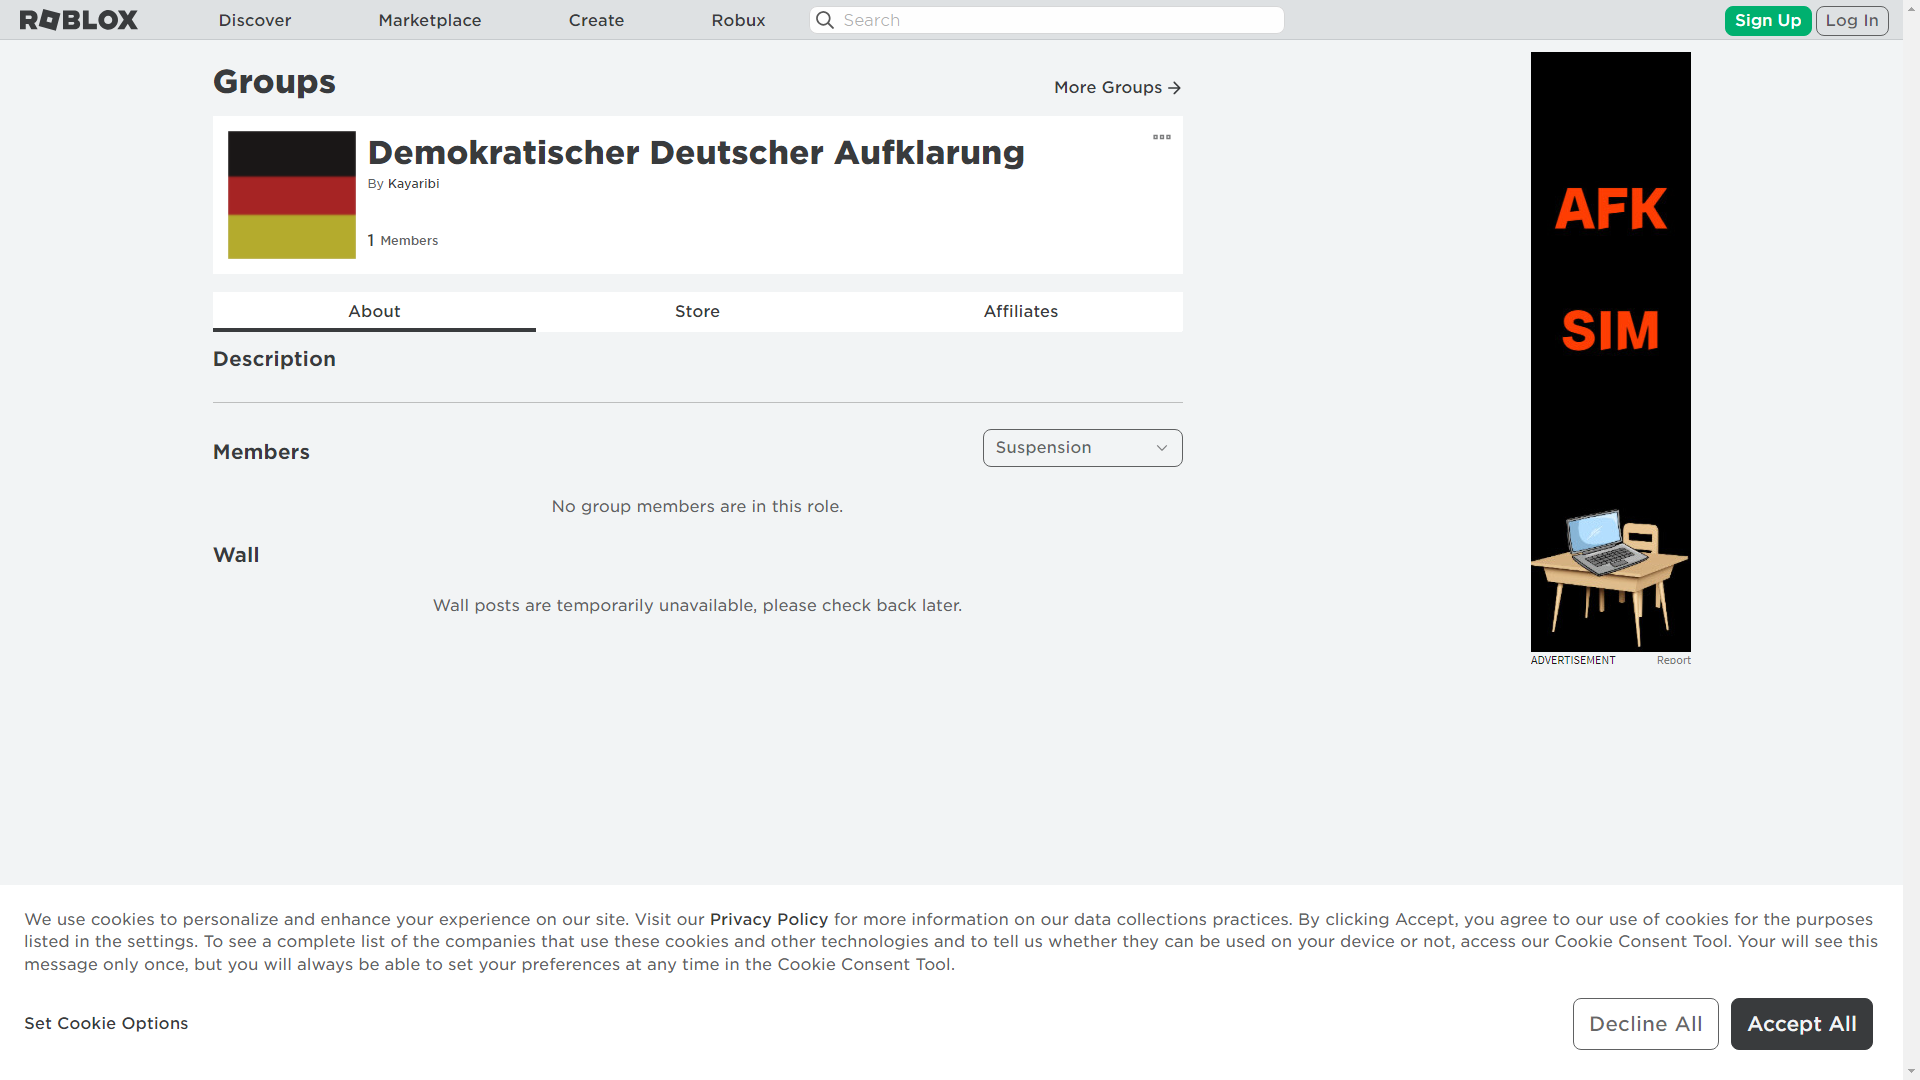 ROBLOX
Discover
Marketplace
Create
Robux
Search
Sign Up
Log In
Groups
More Groups
Demokratischer Deutscher Aufklarung
By Kayaribi
1 Members
About
Store
Affiliates
Description
Members
Suspension
No group members are in this role.
Wall
Wall posts are temporarily unavailable, please check back later.
AFK
SIM
ADVERTISEMENT
Report
We use cookies to personalize and enhance your experience on our site. Visit our Privacy Policy for more information on our data collections practices. By clicking Accept, you agree to our use of cookies for the purposes
listed in the settings. To see a complete list of the companies that use these cookies and other technologies and to tell us whether they can be used on your device or not, access our Cookie Consent Tool. Your will see this
message only once, but you will always be able to set your preferences at any time in the Cookie Consent Tool.
Set Cookie Options
Decline All
Accept All